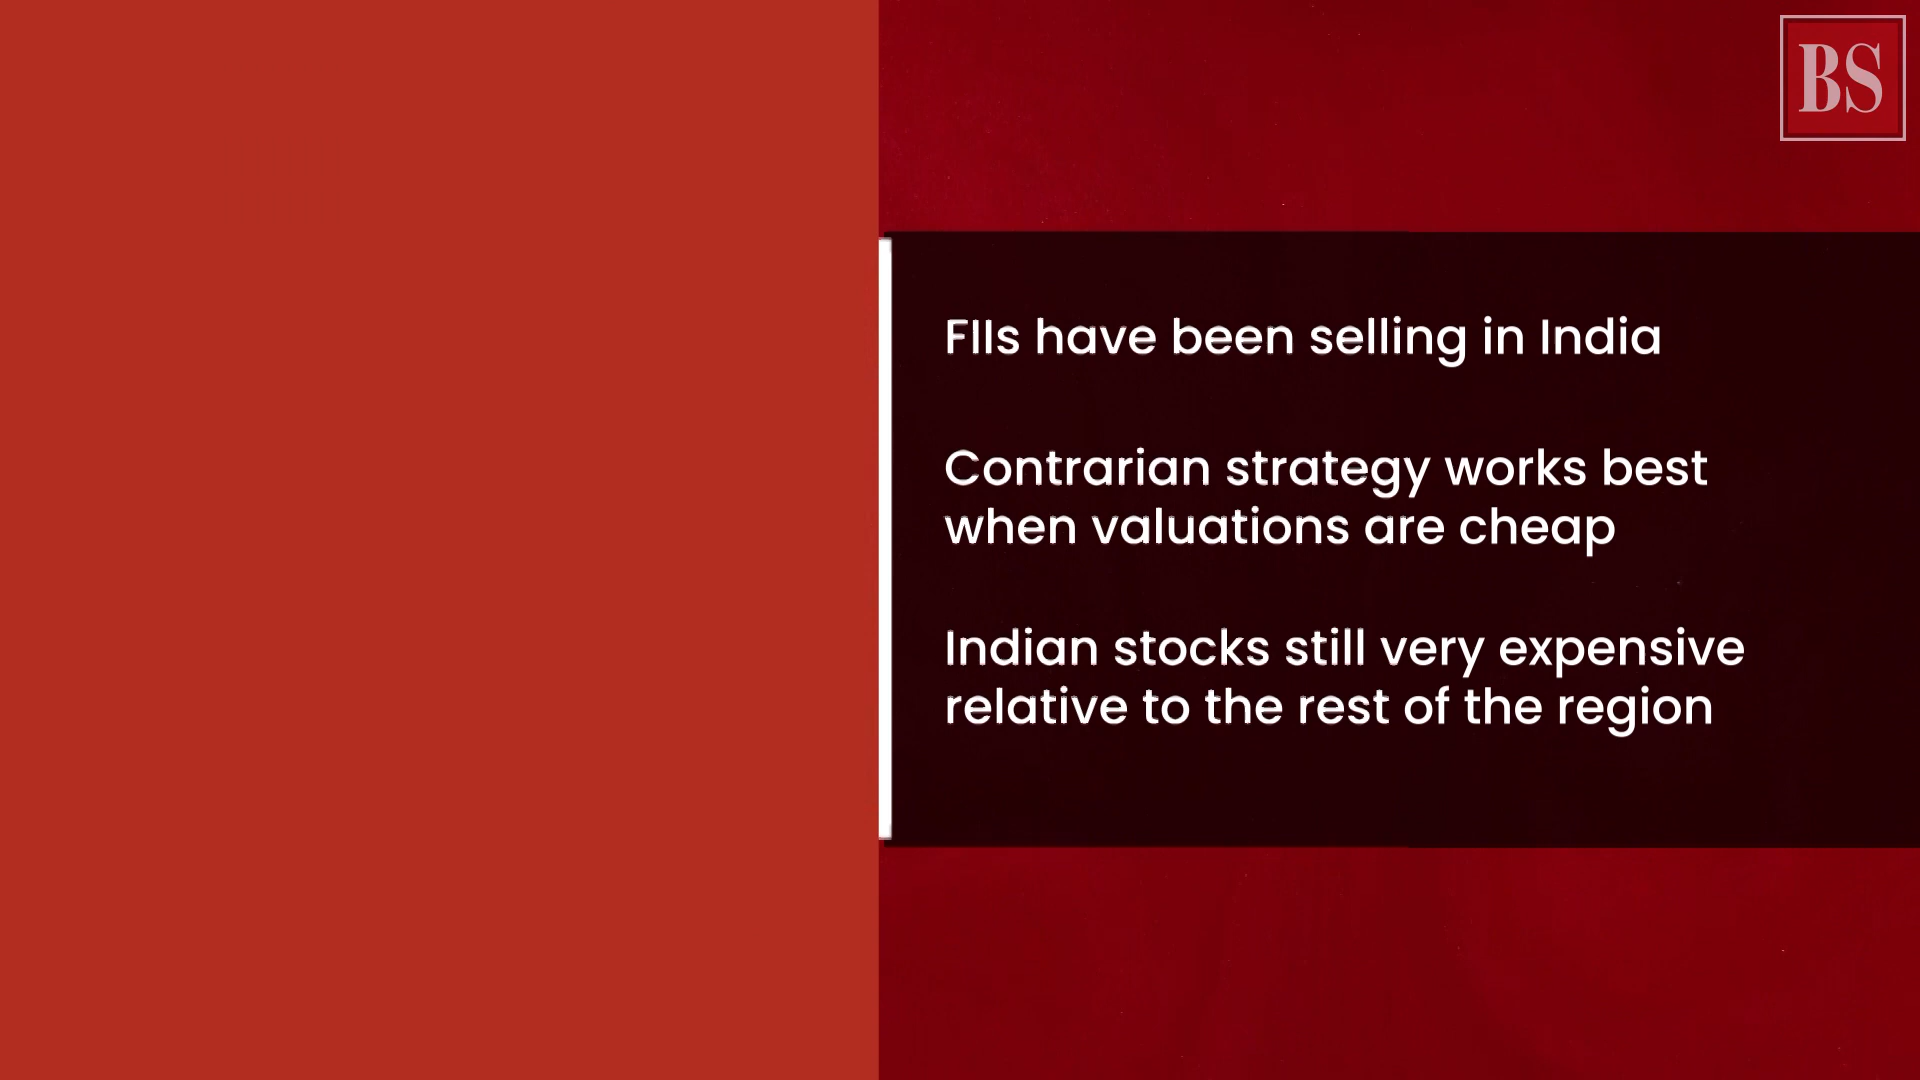 BS
FIIs have been selling in India
Contrarian strategy works best
when valuations are cheap
Indian stocks still very expensive
relative to the rest of the region